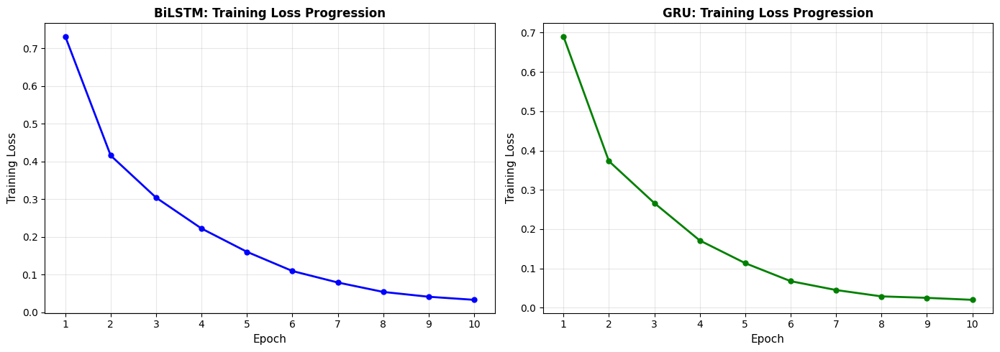 BiLSTM: Training Loss Progression
Training Loss
0.7
0.6
0.5
0.4
0.3
0.2
0.1
0.0
1 2 3 4 5 6 7 8 9 10
Epoch
GRU: Training Loss Progression
Training Loss
0.7
0.6
0.5
0.4
0.3
0.2
0.1
0.0
1 2 3 4 5 6 7 8 9 10
Epoch